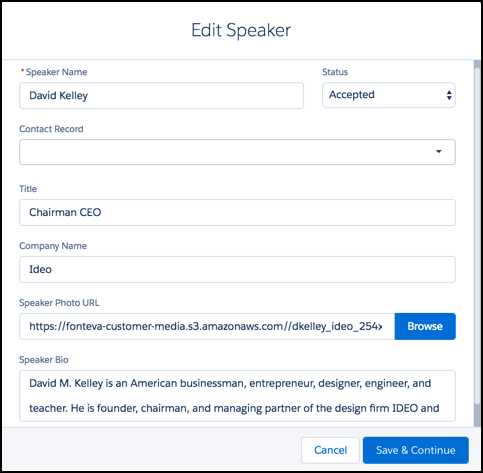 Edit Speaker
* Speaker Name
Status
David Kelley
Accepted
Contact Record
Title
Chairman CEO
Company Name
Ideo
Speaker Photo URL
https://fonteva-customer-media.s3.amazonaws.com//dkelley_ideo_254x
Browse
Speaker Bio
David M. Kelley is an American businessman, entrepreneur, designer, engineer, and
teacher. He is founder, chairman, and managing partner of the design firm IDEO and
Cancel
Save & Continue